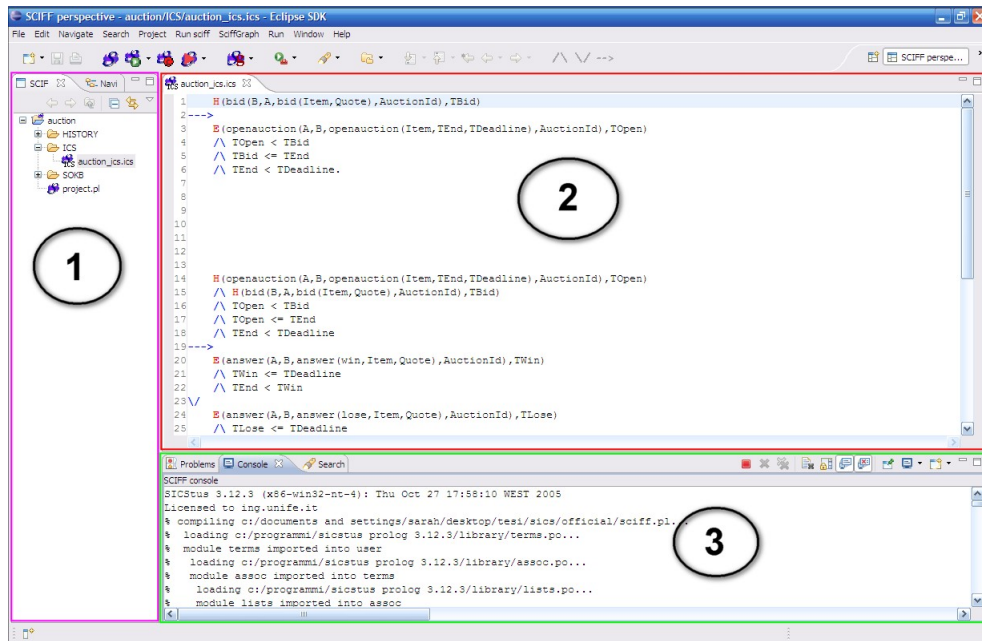 SCIFF perspective - auction/ICS/auction_ics.ics - Eclipse SDK
File Edit Navigate Search Project Run sciff SciffGraph Run Window Help
/\ \/ -->
SCIFF perspe...
SCIF
Navi
auction
HISTORY
ICS
auction_ics.ics
SOKB
project.pl
1
auction_ics.ics
1 H(bid(B,A,bid(Item,Quote),AuctionId),TBid)
2 --->
3 E(openauction(A,B,openauction(Item,TEnd,TDeadline),AuctionId),TOpen)
4 /\ TOpen < TBid
5 /\ TBid <= TEnd
6 /\ TEnd < TDeadline.
7
8
9
10
11
12
13
14 H(openauction(A,B,openauction(Item,TEnd,TDeadline),AuctionId),TOpen)
15 /\ H(bid(B,A,bid(Item,Quote),AuctionId),TBid)
16 /\ TOpen < TBid
17 /\ TOpen <= TEnd
18 /\ TEnd < TDeadline
19 --->
20 E(answer(A,B,answer(win,Item,Quote),AuctionId),TWin)
21 /\ TWin <= TDeadline
22 /\ TEnd < TWin
23 \/
24 E(answer(A,B,answer(lose,Item,Quote),AuctionId),TLose)
25 /\ TLose <= TDeadline
2
Problems Console Search
SCIFF console
SICStus 3.12.3 (x86-win32-nt-4): Thu Oct 27 17:58:10 WEST 2005
Licensed to ing.unife.it
% compiling c:/documents and settings/sarah/desktop/tesi/sics/official/sciff.pl...
% loading c:/programmi/sicstus prolog 3.12.3/library/terms.po...
% module terms imported into user
% loading c:/programmi/sicstus prolog 3.12.3/library/assoc.po...
% module assoc imported into terms
% loading c:/programmi/sicstus prolog 3.12.3/library/lists.po...
% module lists imported into assoc
3